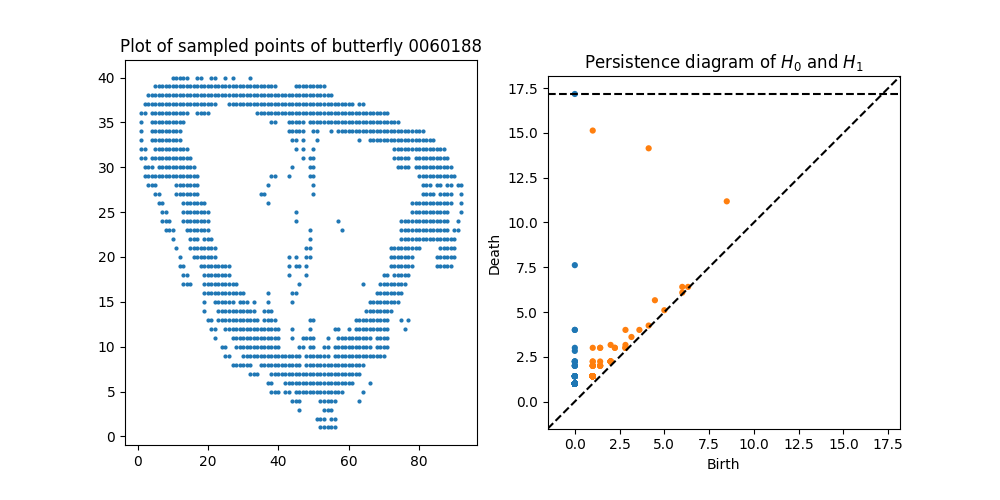 Plot of sampled points of butterfly 0060188
40
35
30
25
20
15
10
5
0
0 20 40 60 80
Persistence diagram of H₀ and H₁
17.5
15.0
12.5
10.0
7.5
5.0
2.5
0.0
Death
0.0 2.5 5.0 7.5 10.0 12.5 15.0 17.5
Birth